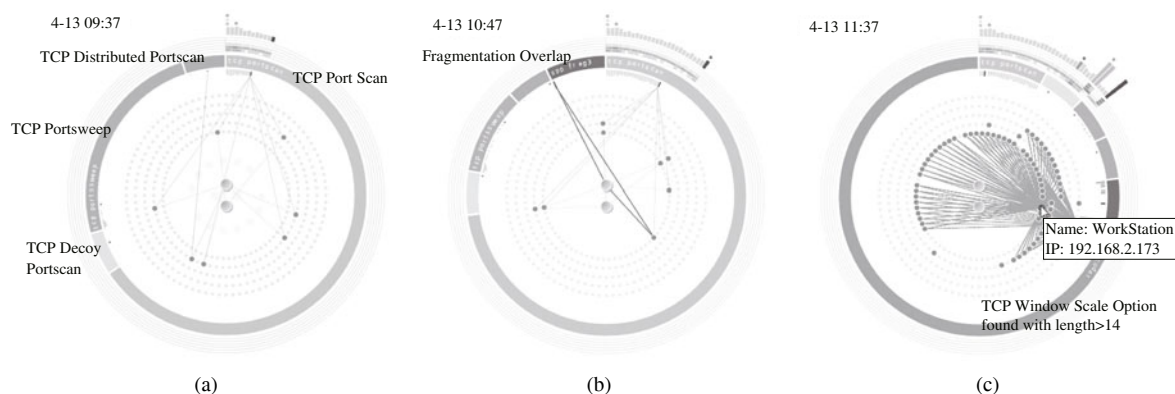 4-13 09:37
TCP Distributed Portscan
TCP Port Scan
TCP Portsweep
TCP Decoy
Portscan
(a)
4-13 10:47
Fragmentation Overlap
(b)
4-13 11:37
Name: WorkStation
IP: 192.168.2.173
TCP Window Scale Option
found with length>14
(c)